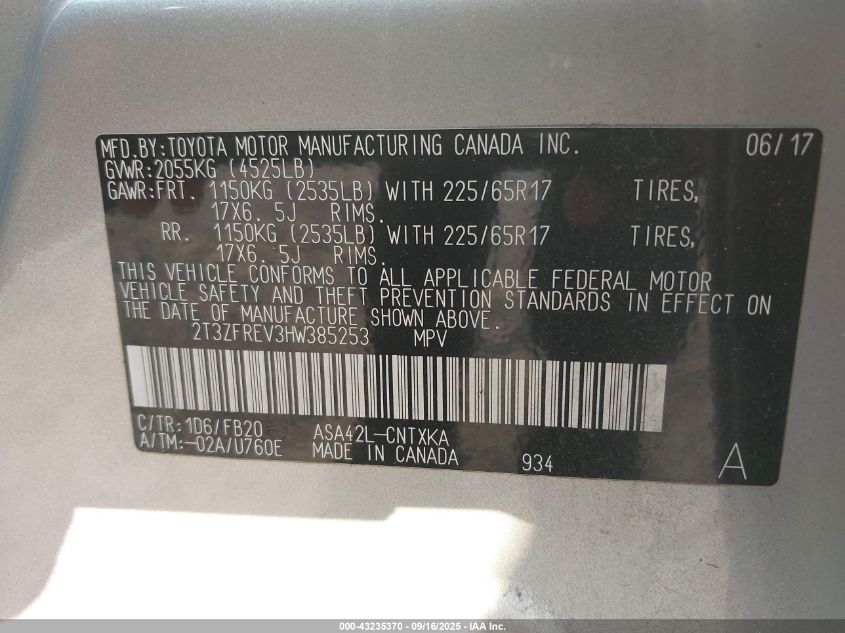 MFD.BY:TOYOTA MOTOR MANUFACTURING CANADA INC. 06/17
GVWR:2055KG (4525LB)
GAWR:FRT. 1150KG (2535LB) WITH 225/65R17 TIRES,
17X6.5J RIMS.
RR. 1150KG (2535LB) WITH 225/65R17 TIRES,
17X6.5J RIMS.
THIS VEHICLE CONFORMS TO ALL APPLICABLE FEDERAL MOTOR
VEHICLE SAFETY AND THEFT PREVENTION STANDARDS IN EFFECT ON
THE DATE OF MANUFACTURE SHOWN ABOVE.
2T3ZFREV3HW385253 MPV
C/TR:1D6/FB20 ASA42L-CNTXKA
A/TM:-02A/U760E MADE IN CANADA 934 A
000-43235370 - 09/16/2025 - IAA Inc.